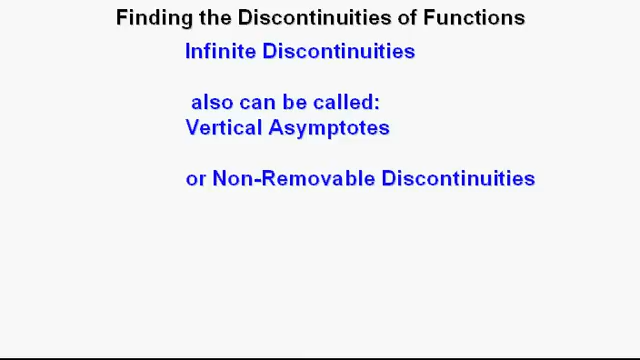 Finding the Discontinuities of Functions
Infinite Discontinuities
also can be called:
Vertical Asymptotes
or Non-Removable Discontinuities